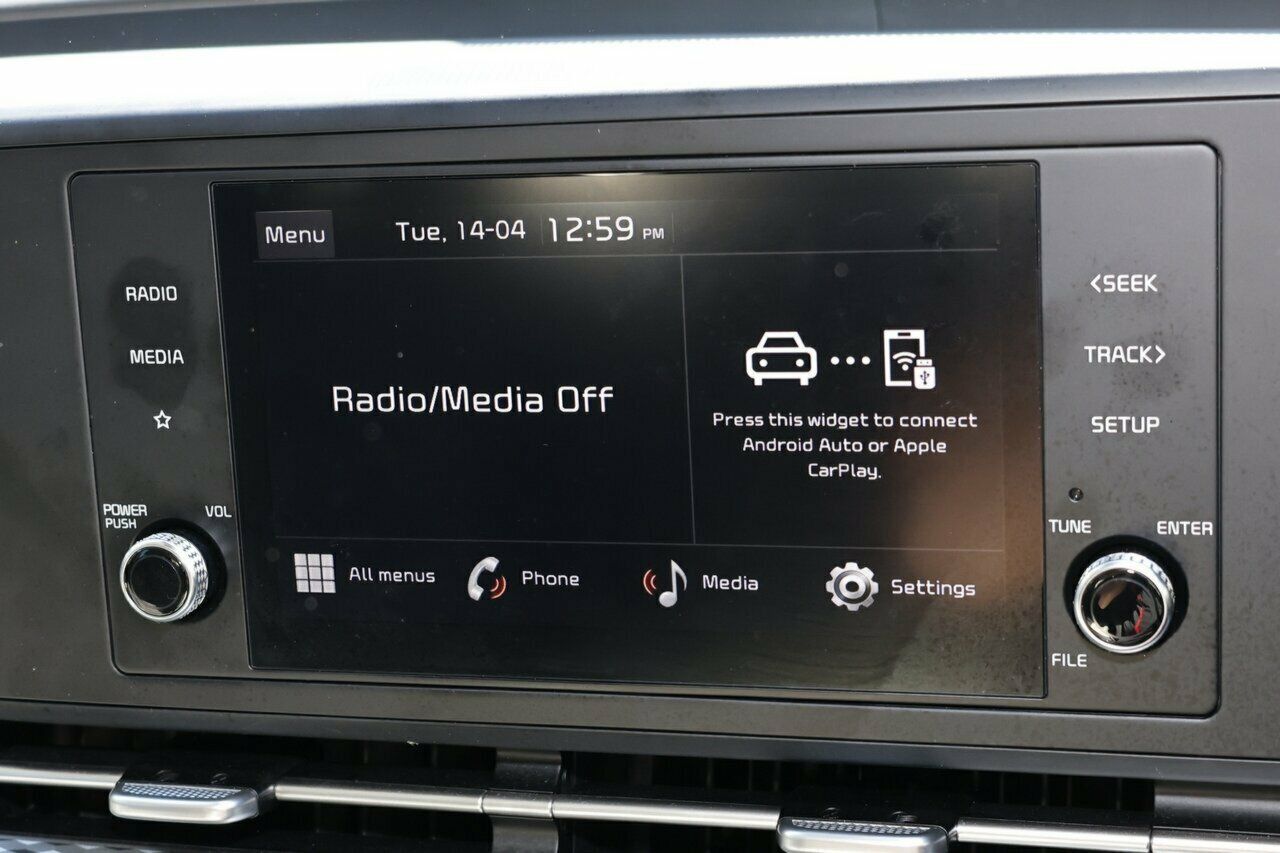 Menu
Tue, 14-04 12:59 PM
RADIO
MEDIA
POWER
PUSH
VOL
Radio/Media Off
Press this widget to connect
Android Auto or Apple
CarPlay.
All menus
Phone
Media
Settings
<SEEK
TRACK>
SETUP
TUNE
ENTER
FILE